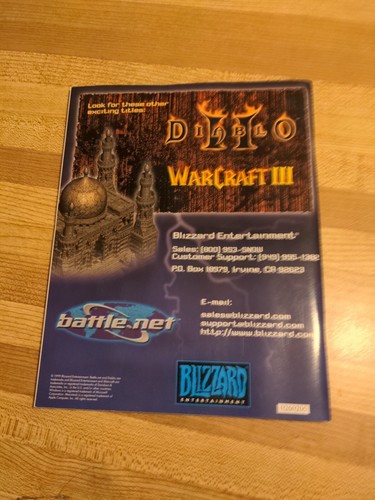 Look for these other
exciting titles:
DIABLO
II
WARCRAFT III
Blizzard Entertainment®
Sales: (800) 953-SNOW
Customer Support: (949) 955-1382
P.O. Box 18979, Irvine, CA 92623
E-mail:
sales@blizzard.com
support@blizzard.com
http://www.blizzard.com
battle.net
BLIZZARD
ENTERTAINMENT